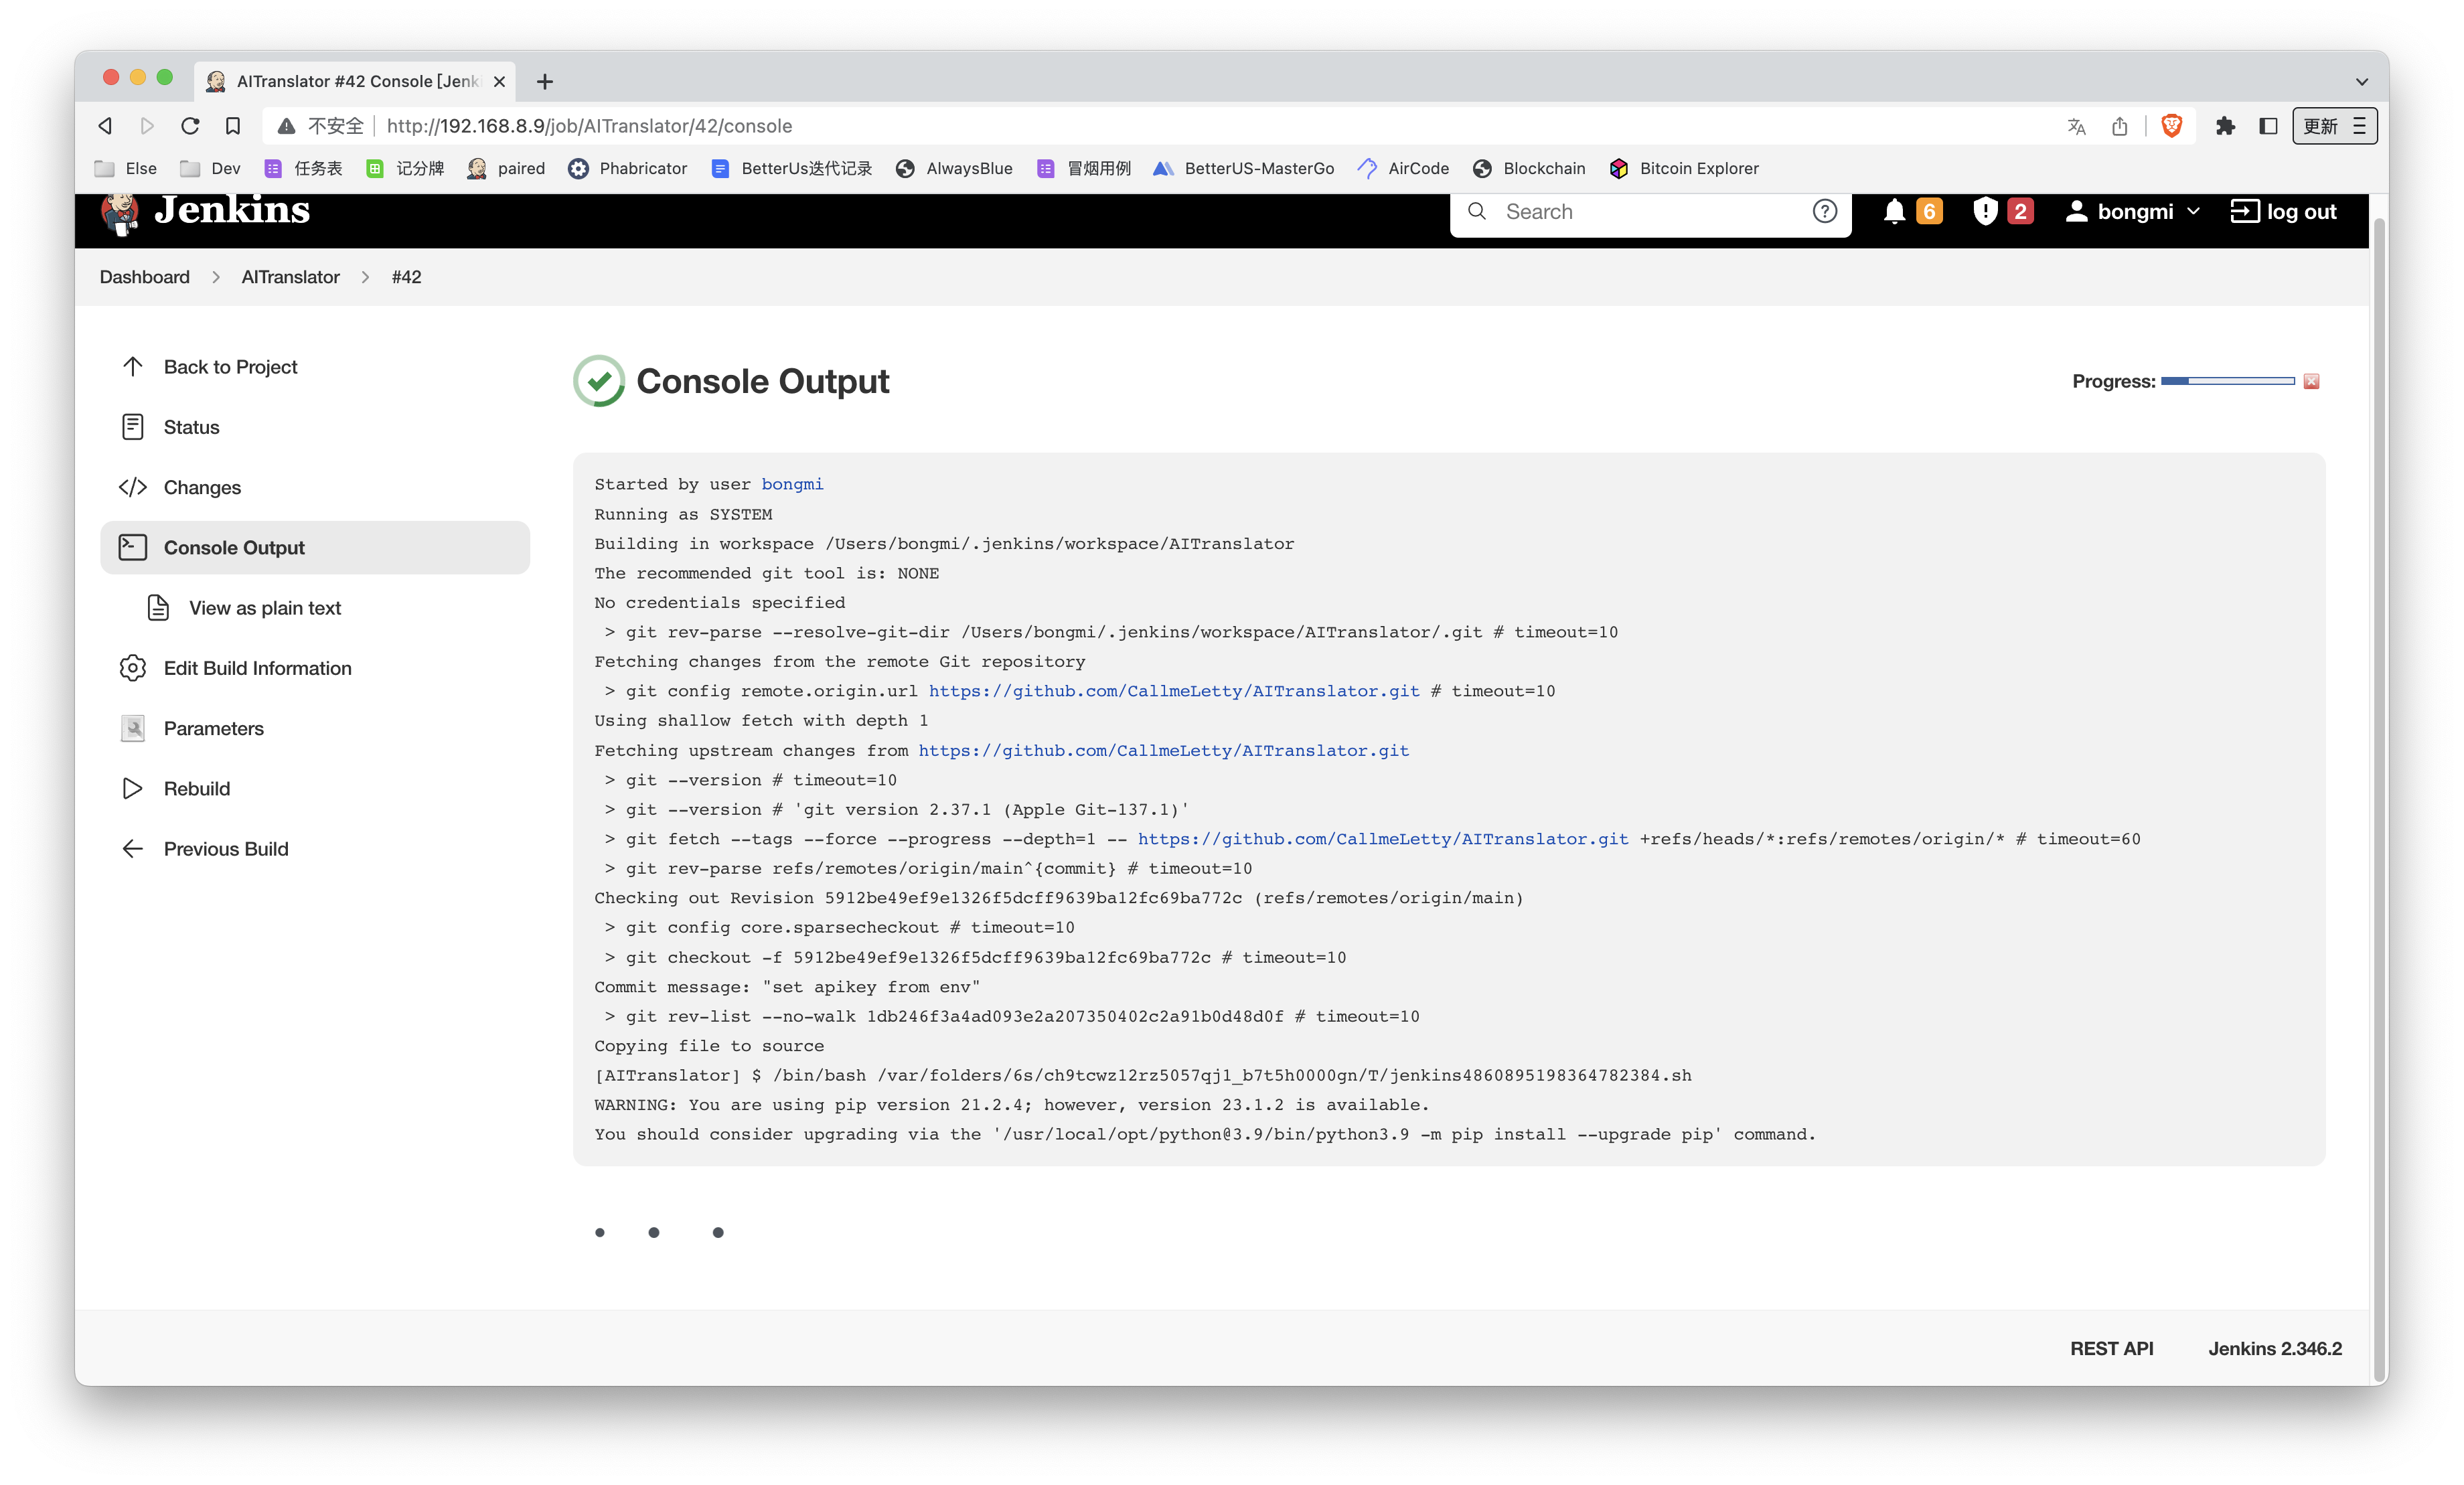 AITranslator #42 Console [Jenki
不安全 http://192.168.8.9/job/AITranslator/42/console 更新
Else Dev 任务表 记分牌 paired Phabricator BetterUs迭代记录 AlwaysBlue 冒烟用例 BetterUS-MasterGo AirCode Blockchain Bitcoin Explorer
Jenkins Search 6 2 bongmi log out
Dashboard > AITranslator > #42
Back to Project
Status
Changes
Console Output
View as plain text
Edit Build Information
Parameters
Rebuild
Previous Build
Console Output Progress:
Started by user bongmi
Running as SYSTEM
Building in workspace /Users/bongmi/.jenkins/workspace/AITranslator
The recommended git tool is: NONE
No credentials specified
> git rev-parse --resolve-git-dir /Users/bongmi/.jenkins/workspace/AITranslator/.git # timeout=10
Fetching changes from the remote Git repository
> git config remote.origin.url https://github.com/CallmeLetty/AITranslator.git # timeout=10
Using shallow fetch with depth 1
Fetching upstream changes from https://github.com/CallmeLetty/AITranslator.git
> git --version # timeout=10
> git --version # 'git version 2.37.1 (Apple Git-137.1)'
> git fetch --tags --force --progress --depth=1 -- https://github.com/CallmeLetty/AITranslator.git +refs/heads/*:refs/remotes/origin/* # timeout=60
> git rev-parse refs/remotes/origin/main^{commit} # timeout=10
Checking out Revision 5912be49ef9e1326f5dcff9639ba12fc69ba772c (refs/remotes/origin/main)
> git config core.sparsecheckout # timeout=10
> git checkout -f 5912be49ef9e1326f5dcff9639ba12fc69ba772c # timeout=10
Commit message: "set apikey from env"
> git rev-list --no-walk 1db246f3a4ad093e2a207350402c2a91b0d48d0f # timeout=10
Copying file to source
[AITranslator] $ /bin/bash /var/folders/6s/ch9tcwz12rz5057qj1_b7t5h0000gn/T/jenkins4860895198364782384.sh
WARNING: You are using pip version 21.2.4; however, version 23.1.2 is available.
You should consider upgrading via the '/usr/local/opt/python@3.9/bin/python3.9 -m pip install --upgrade pip' command.
REST API Jenkins 2.346.2